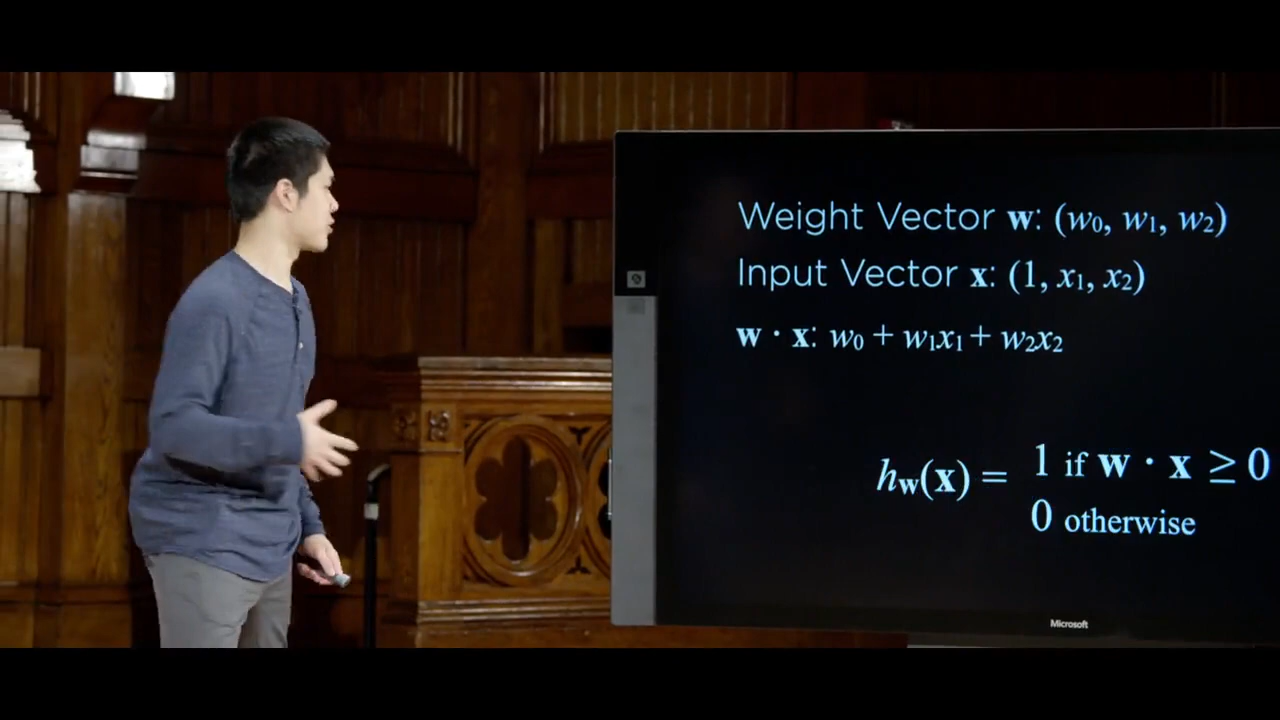 Weight Vector w: (w₀, w₁, w₂)
Input Vector x: (1, x₁, x₂)
w · x: w₀ + w₁x₁ + w₂x₂
h_w(x) = 1 if w · x ≥ 0
0 otherwise
Microsoft